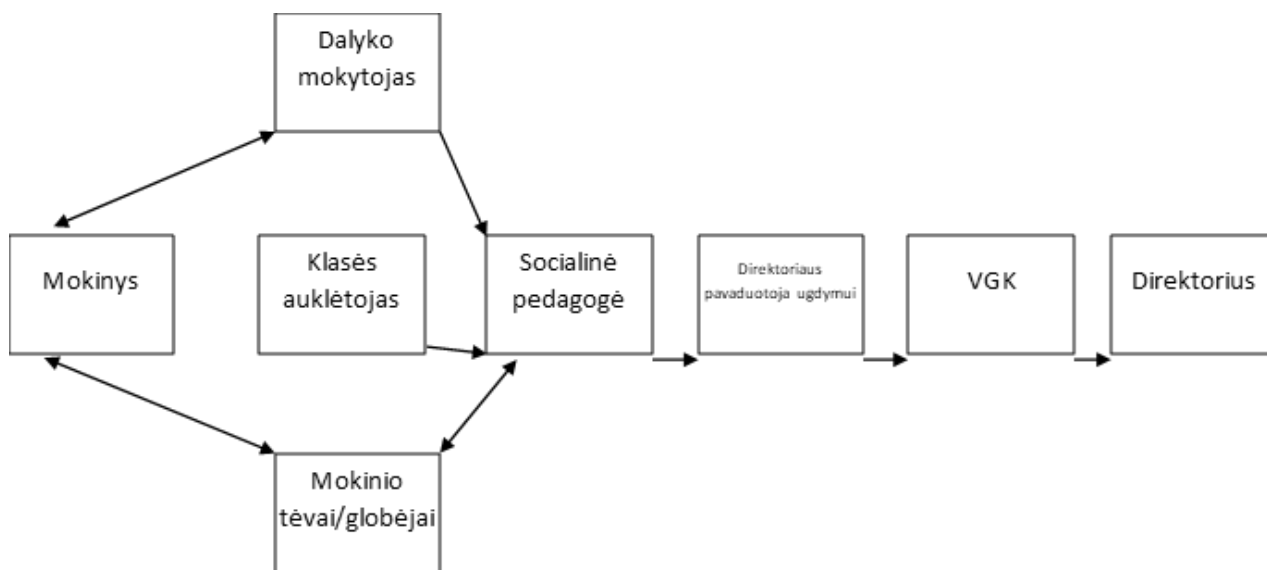 Dalyko
mokytojas
Mokinys
Klasės
auklėtojas
Socialinė
pedagogė
Direktoriaus
pavaduotoja ugdymui
VGK
Direktorius
Mokinio
tėvai/globėjai